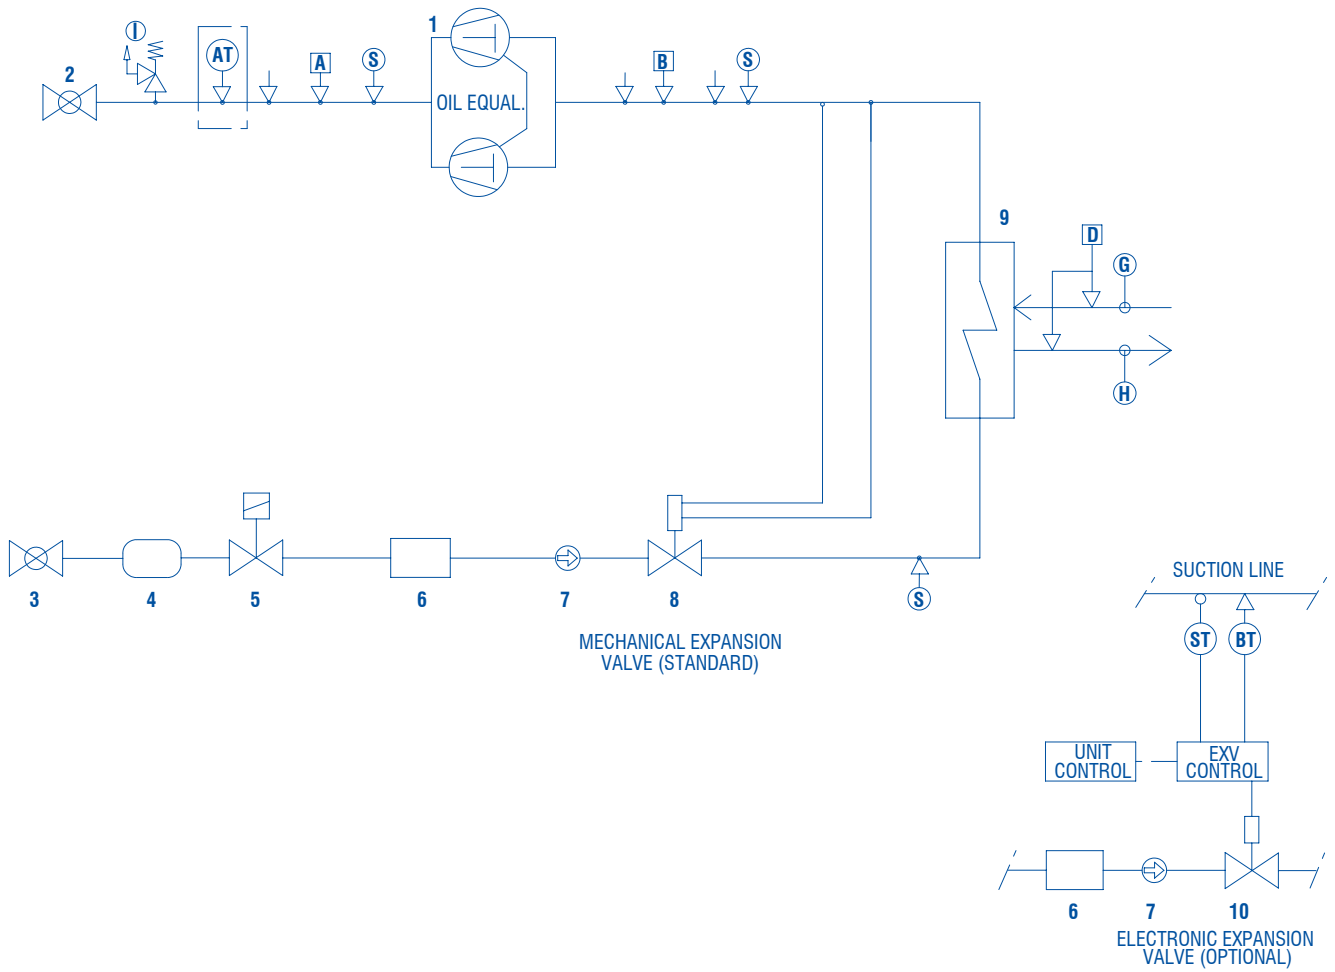 1
I
2
AT
A
S
B
S
OIL EQUAL.
9
D
G
H
3
4
5
6
7
8
S
MECHANICAL EXPANSION
VALVE (STANDARD)
SUCTION LINE
ST
BT
UNIT
CONTROL
EXV
CONTROL
6
7
10
ELECTRONIC EXPANSION
VALVE (OPTIONAL)